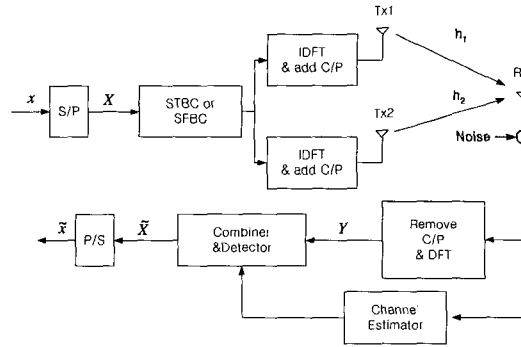 Tx1
IDFT
& add C/P
h₁
R
x
S/P
X
STBC or
SFBC
Tx2
h₂
IDFT
& add C/P
Noise
x̃
P/S
X̃
Combiner
&Detector
Y
Remove
C/P
& DFT
Channel
Estimator